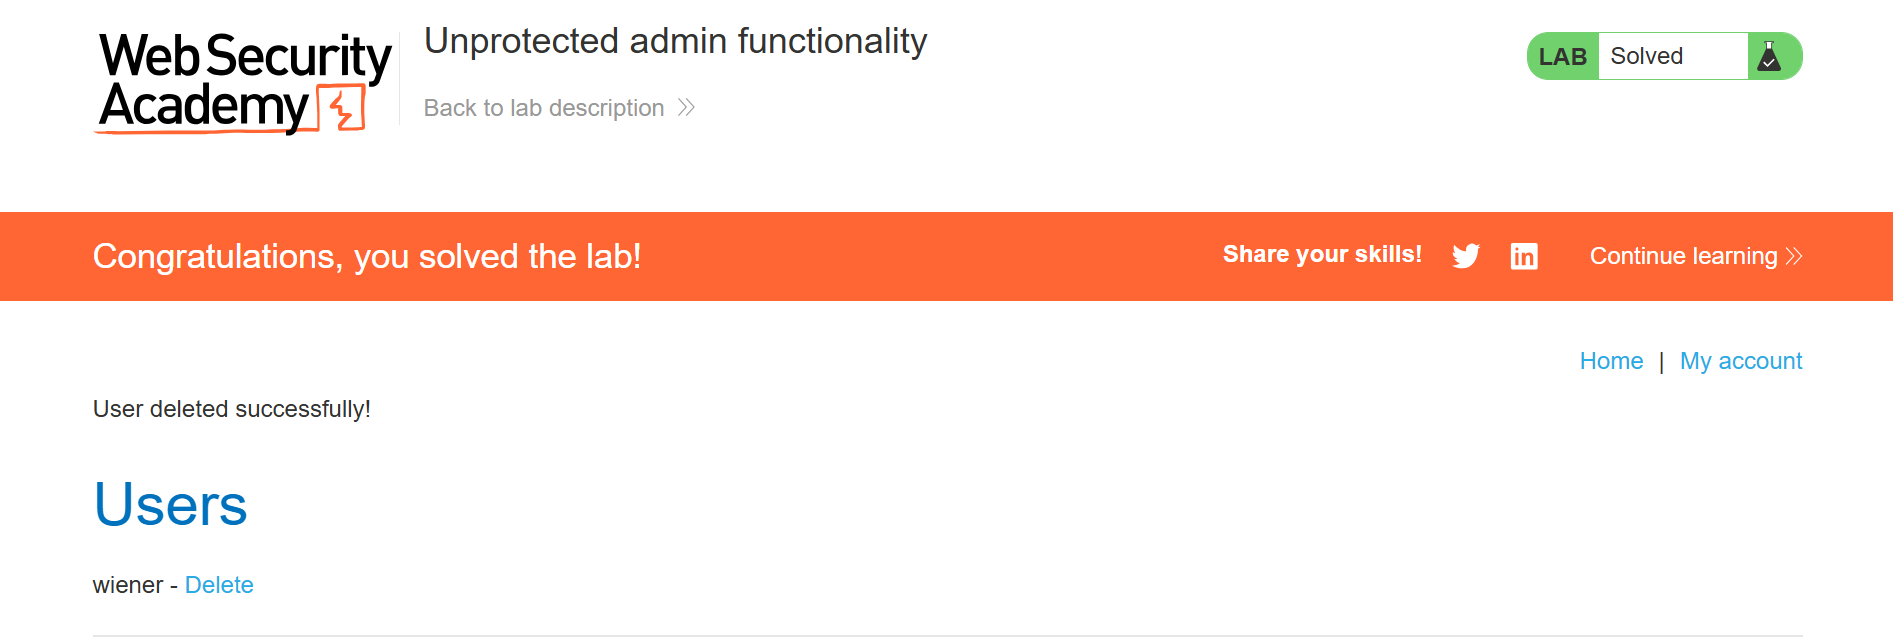 Web Security
Academy
Unprotected admin functionality
Back to lab description
LAB Solved
Congratulations, you solved the lab!
Share your skills!
in
Continue learning
Home | My account
User deleted successfully!
Users
wiener - Delete